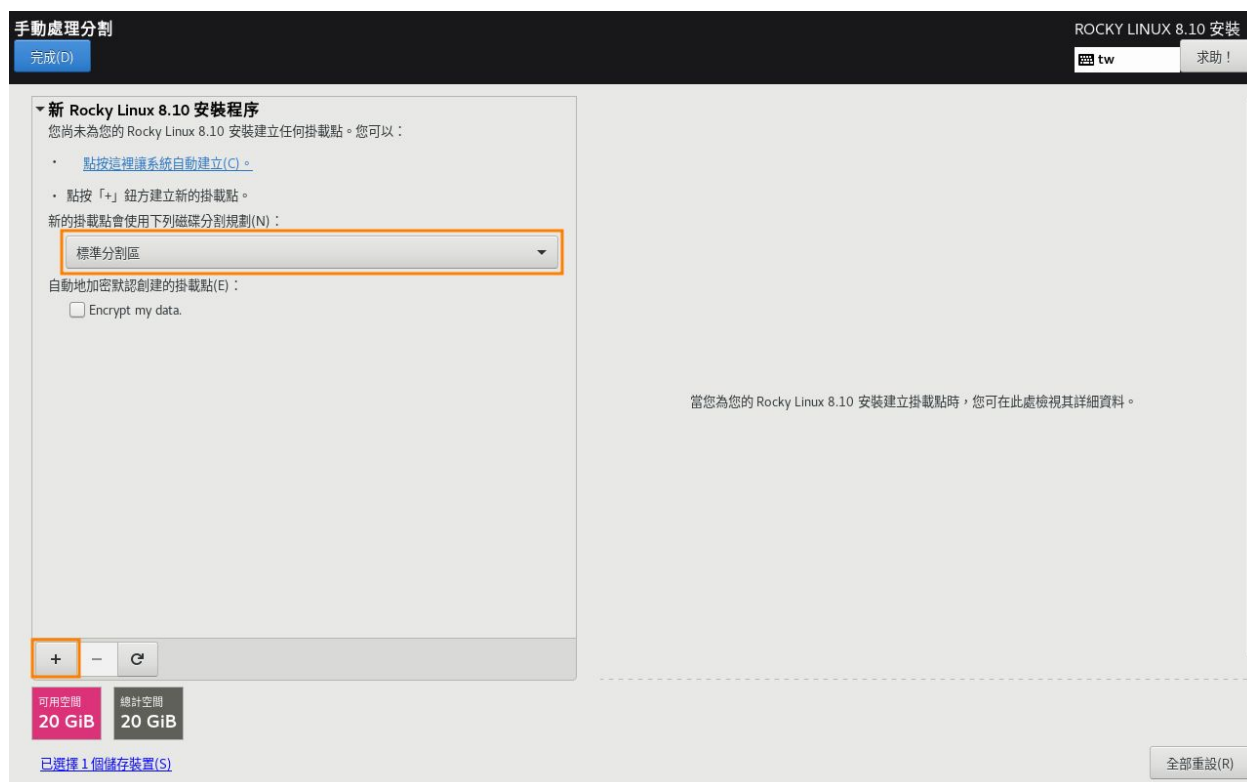 手動處理分割
ROCKY LINUX 8.10 安裝
完成(D)
tw
求助！
新 Rocky Linux 8.10 安裝程序
您尚未為您的 Rocky Linux 8.10 安裝建立任何掛載點。您可以：
• 點按這裡讓系統自動建立(C)。
• 點按「+」鈕方建立新的掛載點。
新的掛載點會使用下列磁碟分割規劃(N)：
標準分割區
自動地加密默認創建的掛載點(E)：
Encrypt my data.
當您為您的 Rocky Linux 8.10 安裝建立掛載點時，您可在此處檢視其詳細資料。
+ −
可用空間
20 GiB
總計空間
20 GiB
已選擇 1 個儲存裝置(S)
全部重設(R)